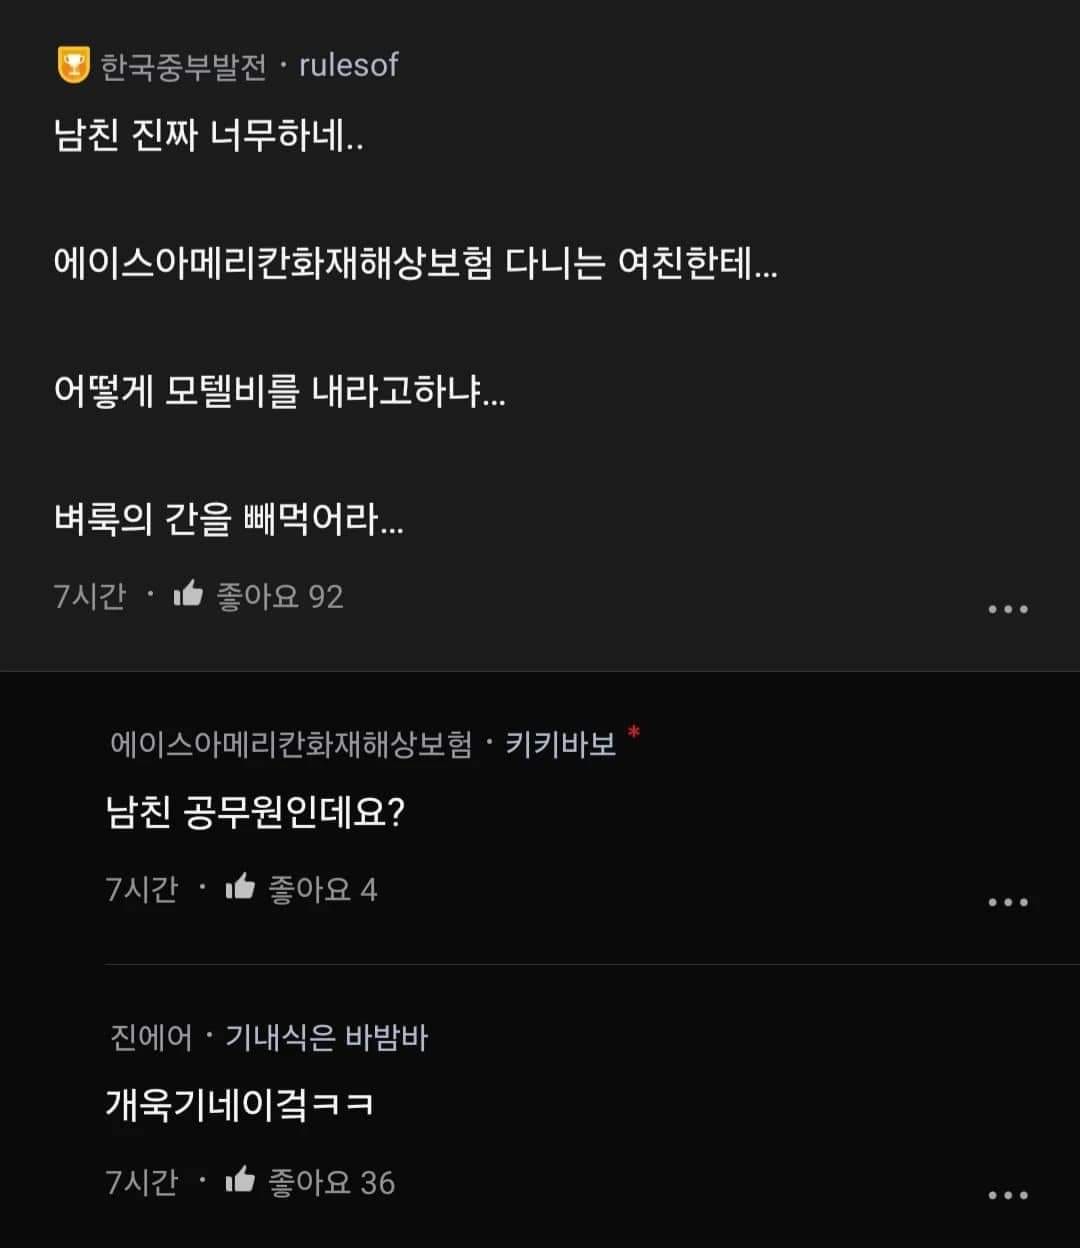 한국중부발전 · rulesof
남친 진짜 너무하네..
에이스아메리칸화재해상보험 다니는 여친한테...
어떻게 모텔비를 내라고하냐...
벼룩의 간을 빼먹어라...
7시간 · 좋아요 92
에이스아메리칸화재해상보험 · 키키바보 *
남친 공무원인데요?
7시간 · 좋아요 4
진에어 · 기내식은 바밤바
개욱기네이겈ㅋㅋ
7시간 · 좋아요 36